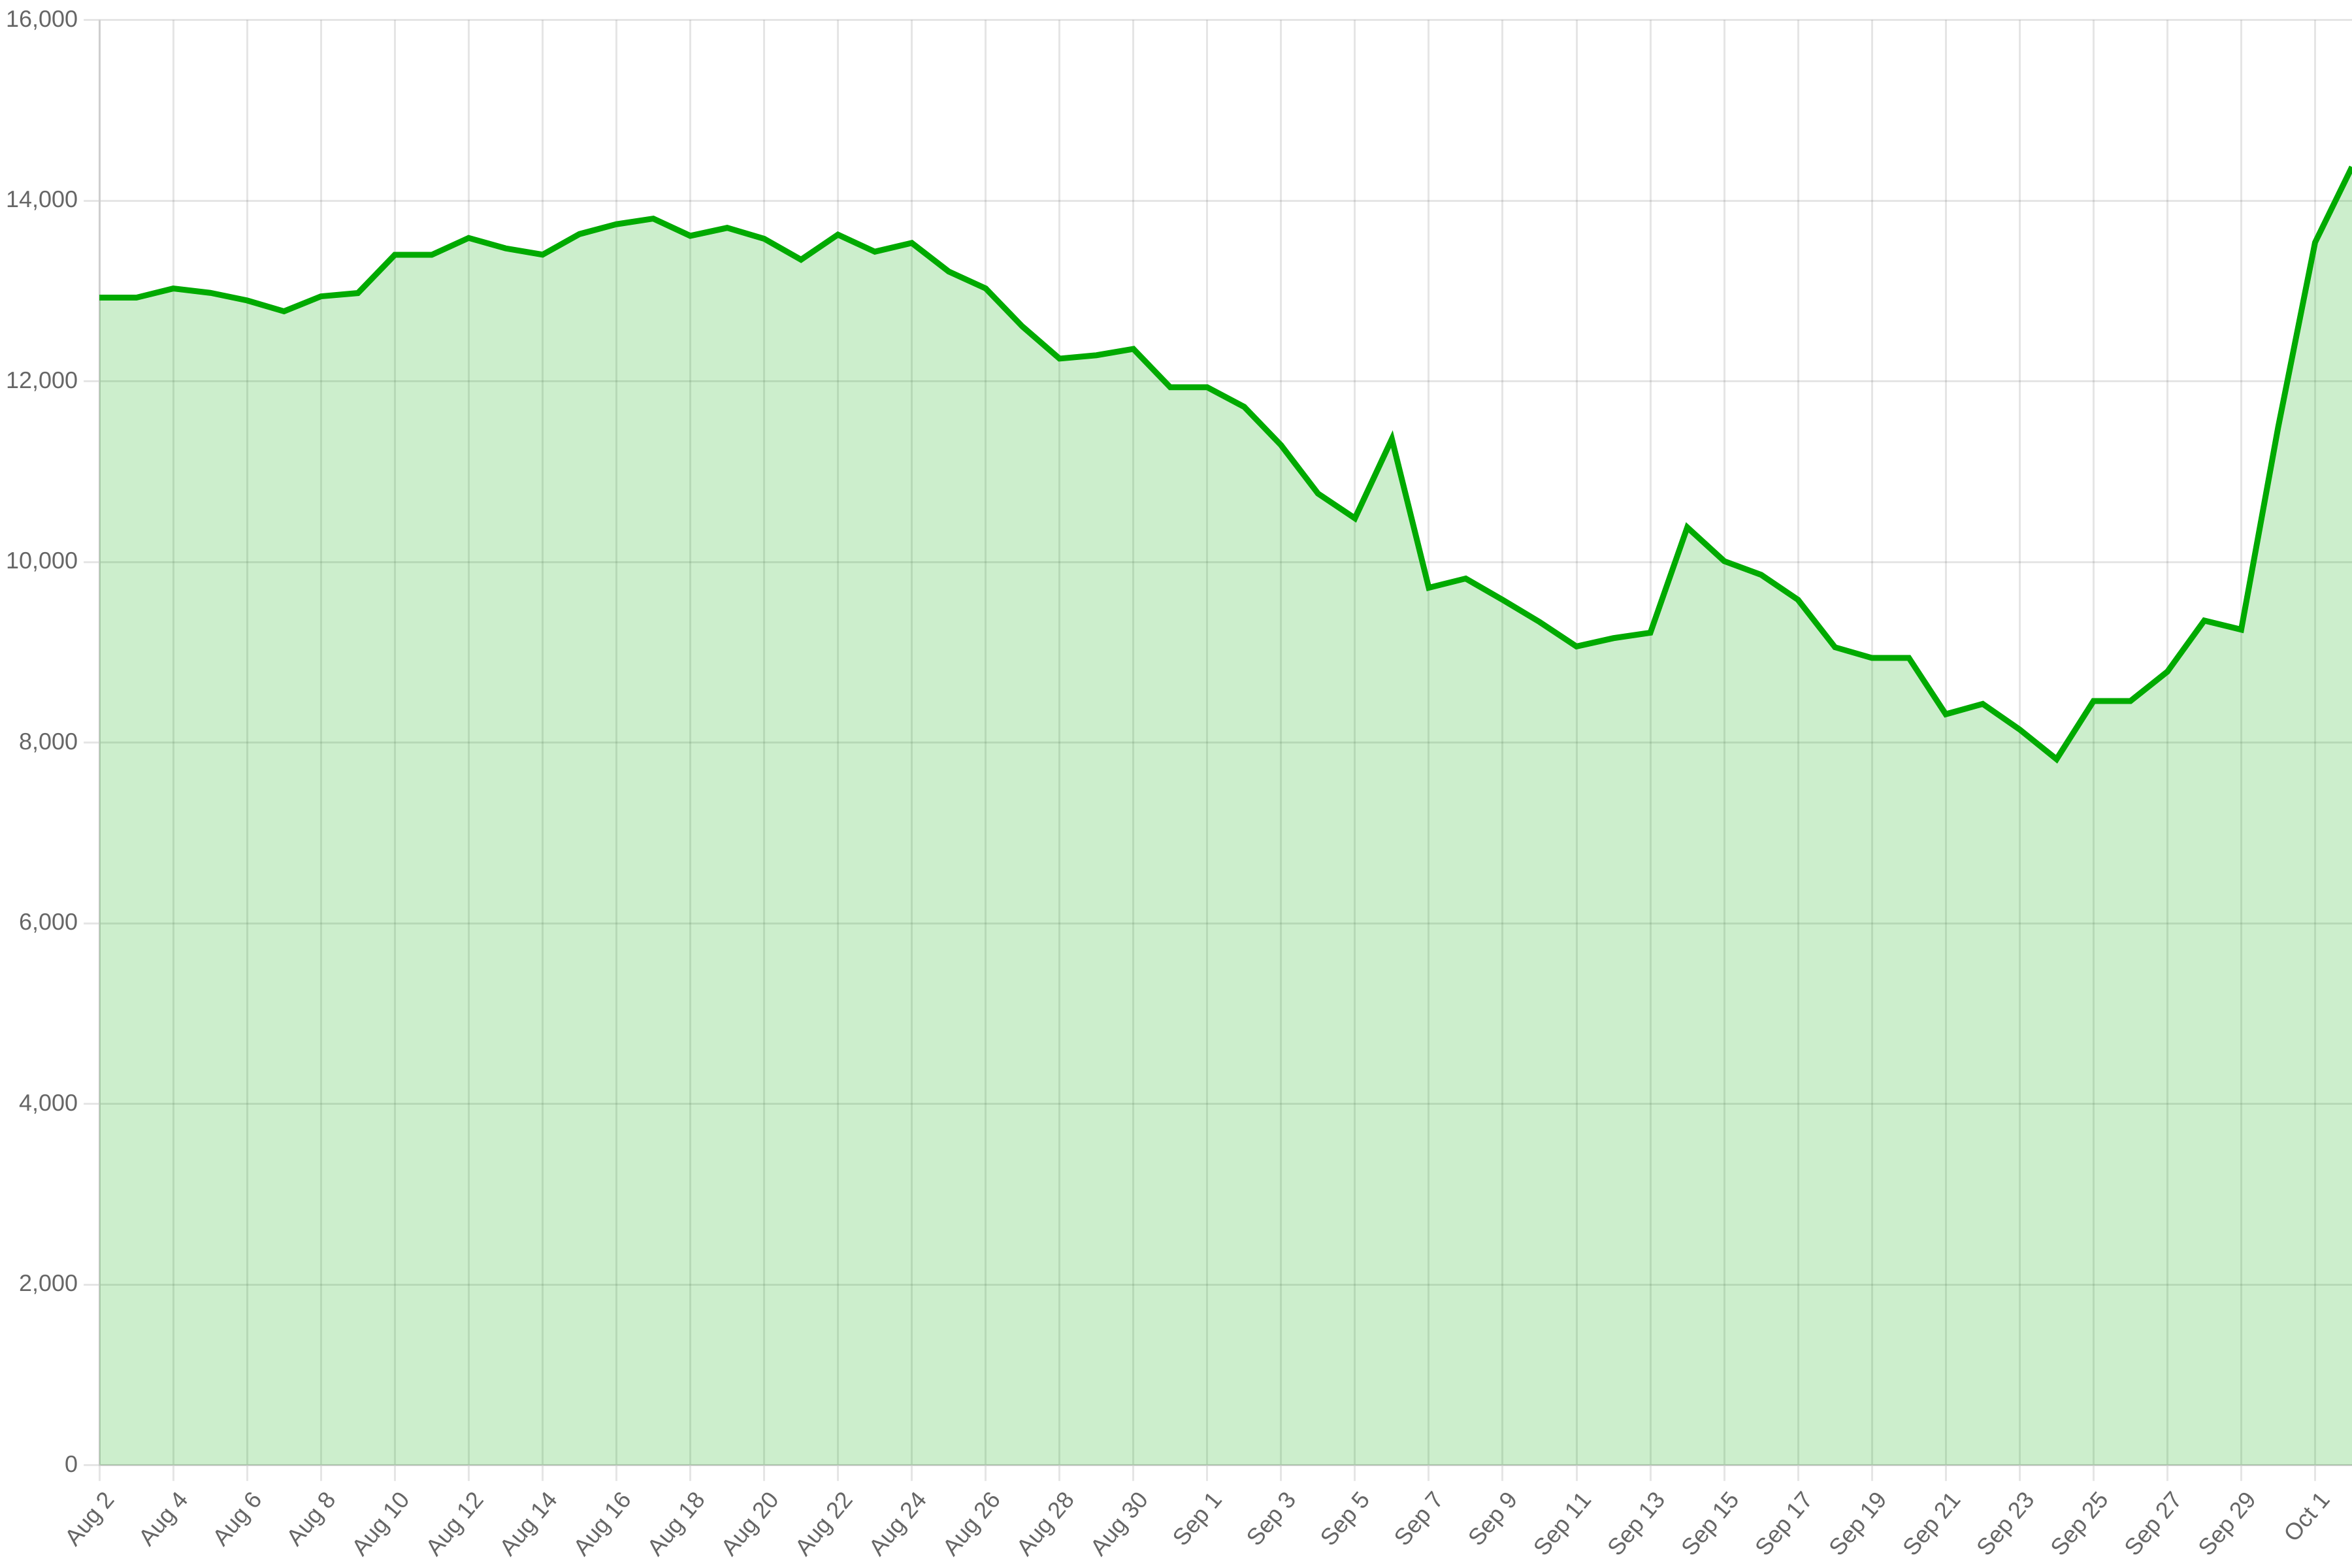 16,000
14,000
12,000
10,000
8,000
6,000
4,000
2,000
0
Aug 2
Aug 4
Aug 6
Aug 8
Aug 10
Aug 12
Aug 14
Aug 16
Aug 18
Aug 20
Aug 22
Aug 24
Aug 26
Aug 28
Aug 30
Sep 1
Sep 3
Sep 5
Sep 7
Sep 9
Sep 11
Sep 13
Sep 15
Sep 17
Sep 19
Sep 21
Sep 23
Sep 25
Sep 27
Sep 29
Oct 1